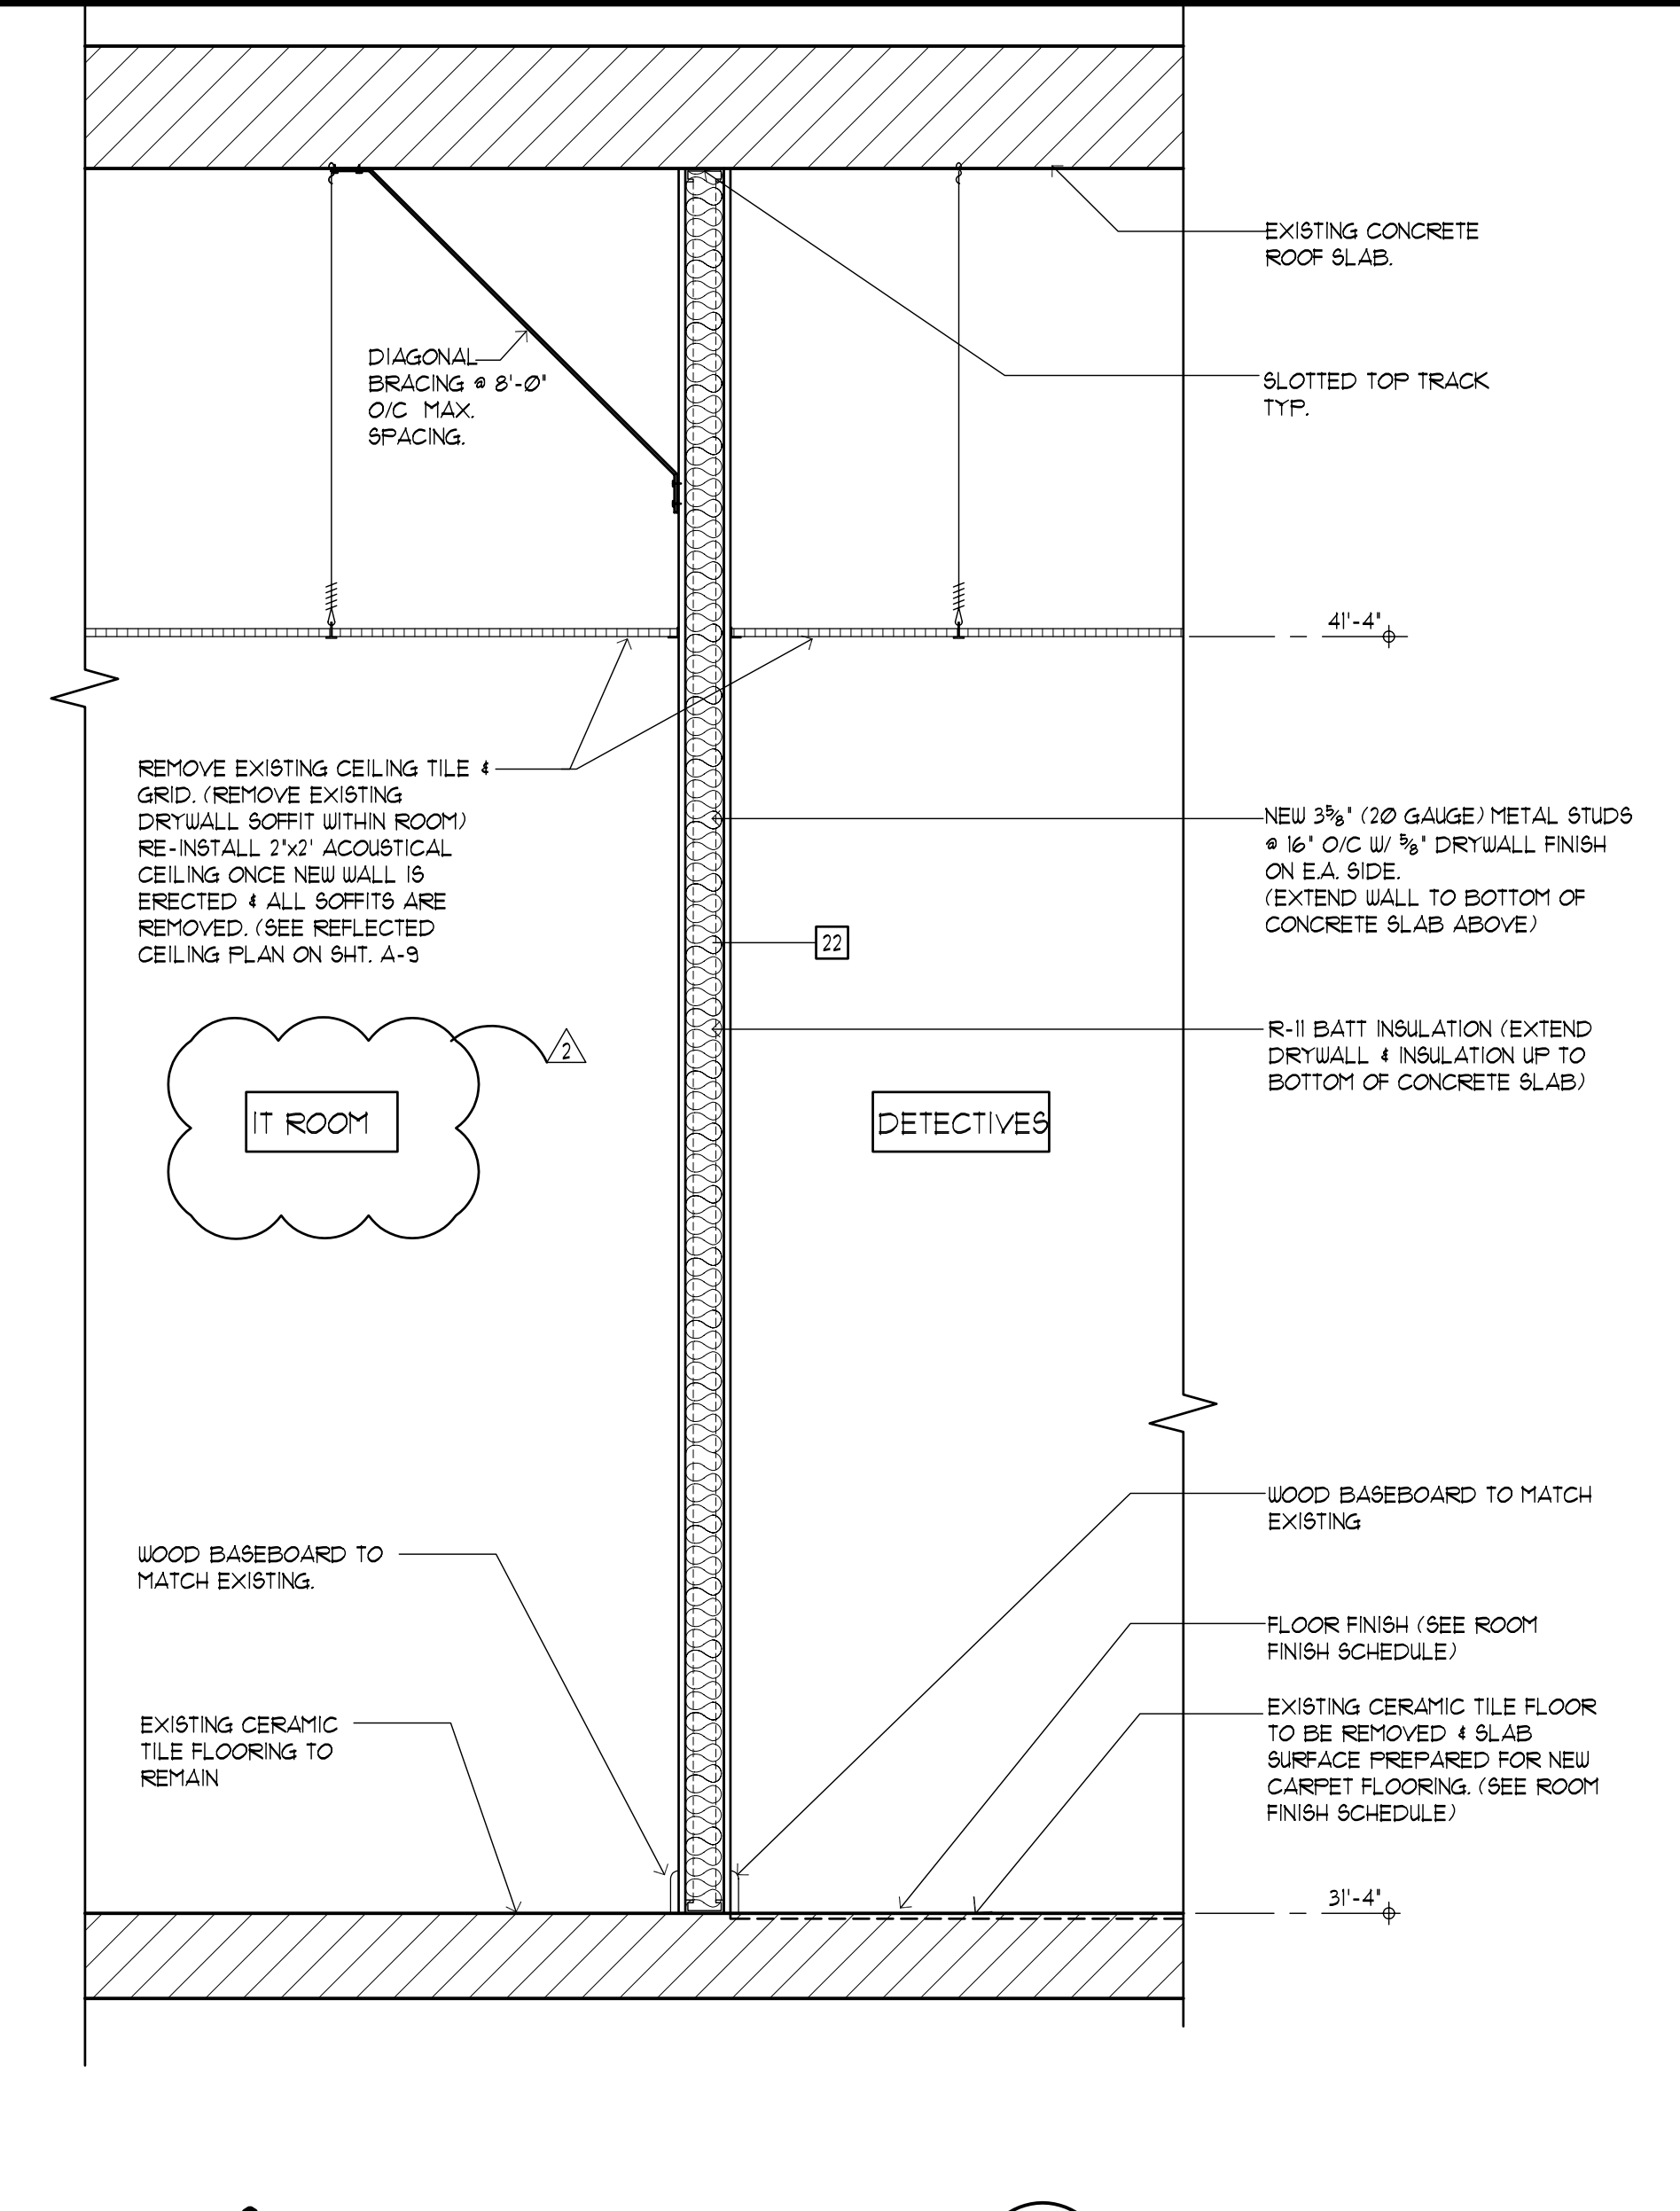 EXISTING CONCRETE
ROOF SLAB.
DIAGONAL
BRACING @ 8'-0"
O/C MAX.
SPACING.
SLOTTED TOP TRACK
TYP.
41'-4"
REMOVE EXISTING CEILING TILE &
GRID. (REMOVE EXISTING
DRYWALL SOFFIT WITHIN ROOM)
RE-INSTALL 2"x2' ACOUSTICAL
CEILING ONCE NEW WALL IS
ERECTED & ALL SOFFITS ARE
REMOVED. (SEE REFLECTED
CEILING PLAN ON SHT. A-9
NEW 3⅝" (20 GAUGE) METAL STUDS
@ 16" O/C W/ ⅝" DRYWALL FINISH
ON E.A. SIDE.
(EXTEND WALL TO BOTTOM OF
CONCRETE SLAB ABOVE)
22
R-11 BATT INSULATION (EXTEND
DRYWALL & INSULATION UP TO
BOTTOM OF CONCRETE SLAB)
2
IT ROOM
DETECTIVES
WOOD BASEBOARD TO MATCH
EXISTING
WOOD BASEBOARD TO
MATCH EXISTING.
FLOOR FINISH (SEE ROOM
FINISH SCHEDULE)
EXISTING CERAMIC
TILE FLOORING TO
REMAIN
EXISTING CERAMIC TILE FLOOR
TO BE REMOVED & SLAB
SURFACE PREPARED FOR NEW
CARPET FLOORING. (SEE ROOM
FINISH SCHEDULE)
31'-4"